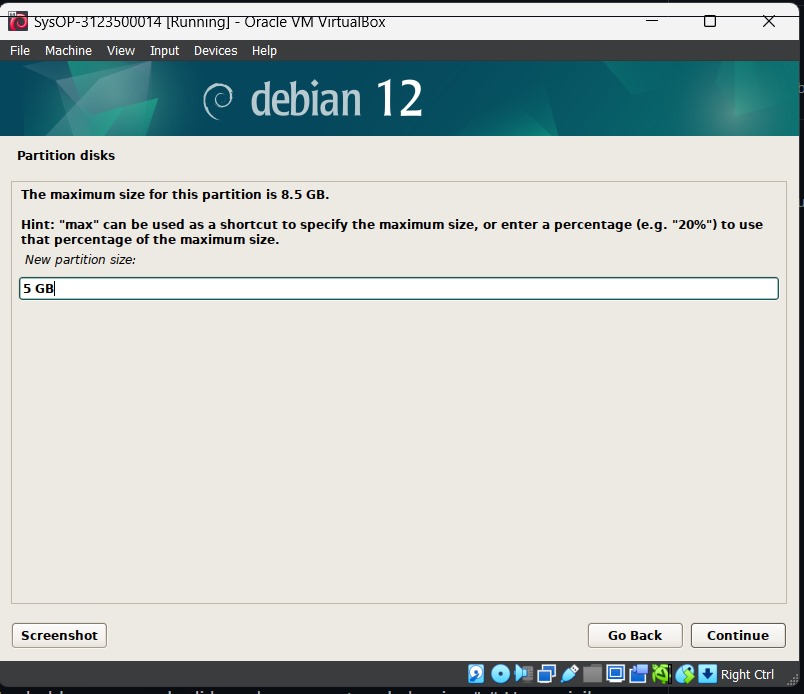 SysOP-3123500014 [Running] - Oracle VM VirtualBox
File Machine View Input Devices Help
debian 12
Partition disks
The maximum size for this partition is 8.5 GB.
Hint: "max" can be used as a shortcut to specify the maximum size, or enter a percentage (e.g. "20%") to use
that percentage of the maximum size.
New partition size:
5 GB
Screenshot
Go Back
Continue
Right Ctrl